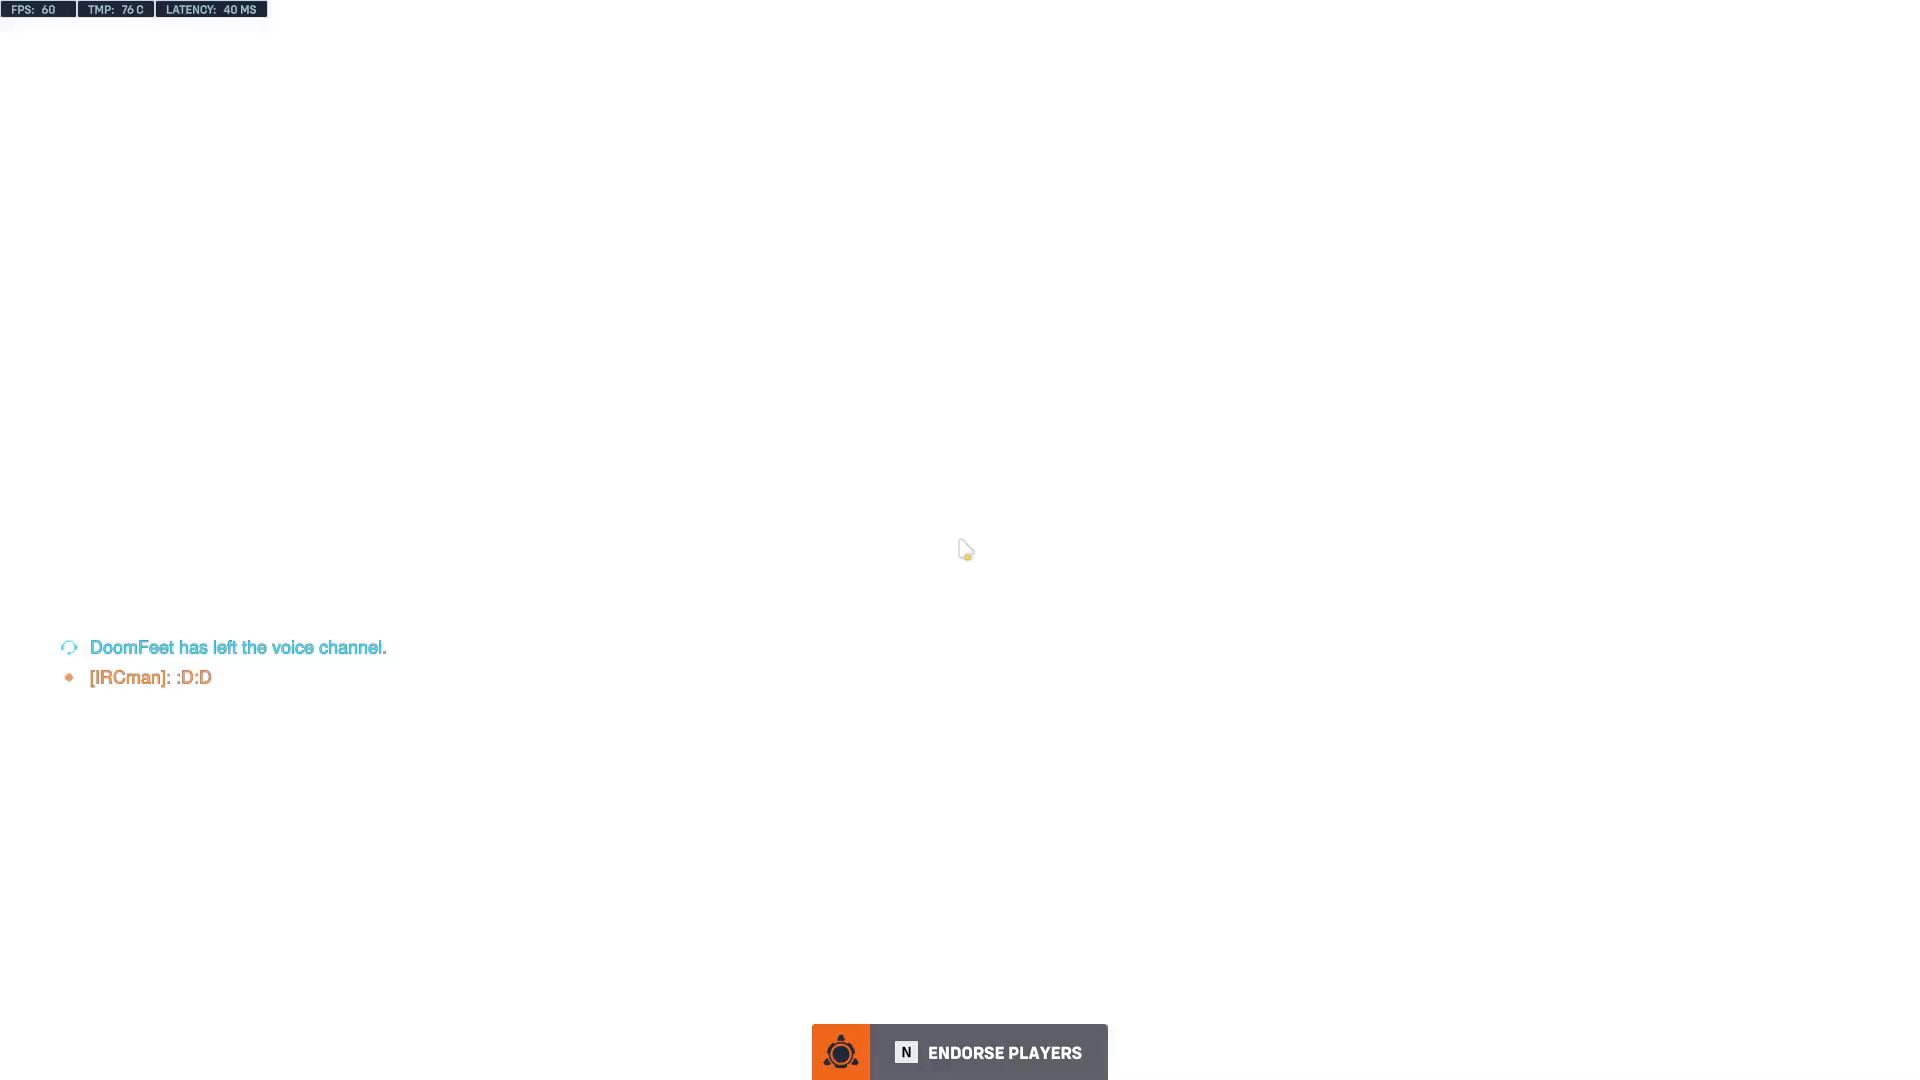 FPS: 60 TMP: 76 C LATENCY: 40 MS
DoomFeet has left the voice channel.
[IRCman]: :D:D
N ENDORSE PLAYERS